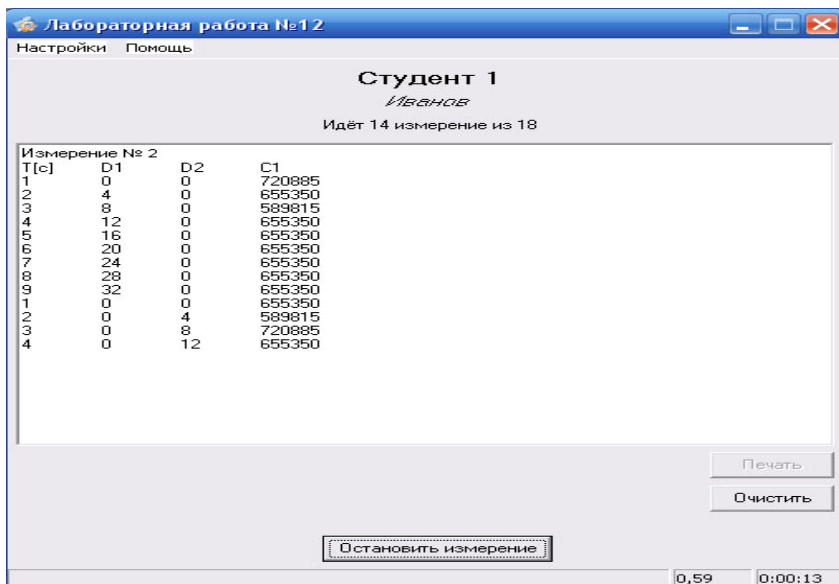 Лабораторная работа №12
Настройки Помощь
Студент 1
Иванов
Идёт 14 измерение из 18
Измерение № 2
T[c] D1 D2 C1
1 0 0 720885
2 4 0 655350
3 8 0 589815
4 12 0 655350
5 16 0 655350
6 20 0 655350
7 24 0 655350
8 28 0 655350
9 32 0 655350
1 0 0 655350
2 0 4 589815
3 0 8 720885
4 0 12 655350
Печать
Очистить
Остановить измерение
0,59 0:00:13